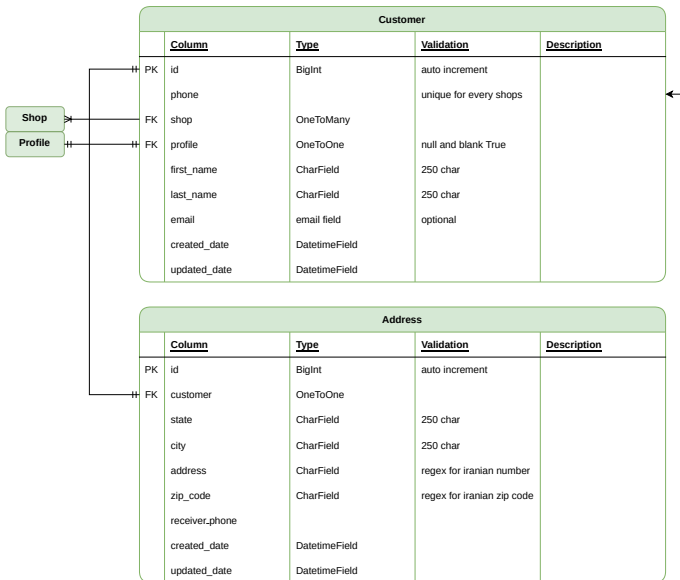 Customer
Column Type Validation Description
PK id BigInt auto increment
phone unique for every shops
Shop
FK shop OneToMany
Profile
FK profile OneToOne null and blank True
first_name CharField 250 char
last_name CharField 250 char
email email field optional
created_date DatetimeField
updated_date DatetimeField
Address
Column Type Validation Description
PK id BigInt auto increment
FK customer OneToOne
state CharField 250 char
city CharField 250 char
address CharField regex for iranian number
zip_code CharField regex for iranian zip code
receiver_phone
created_date DatetimeField
updated_date DatetimeField